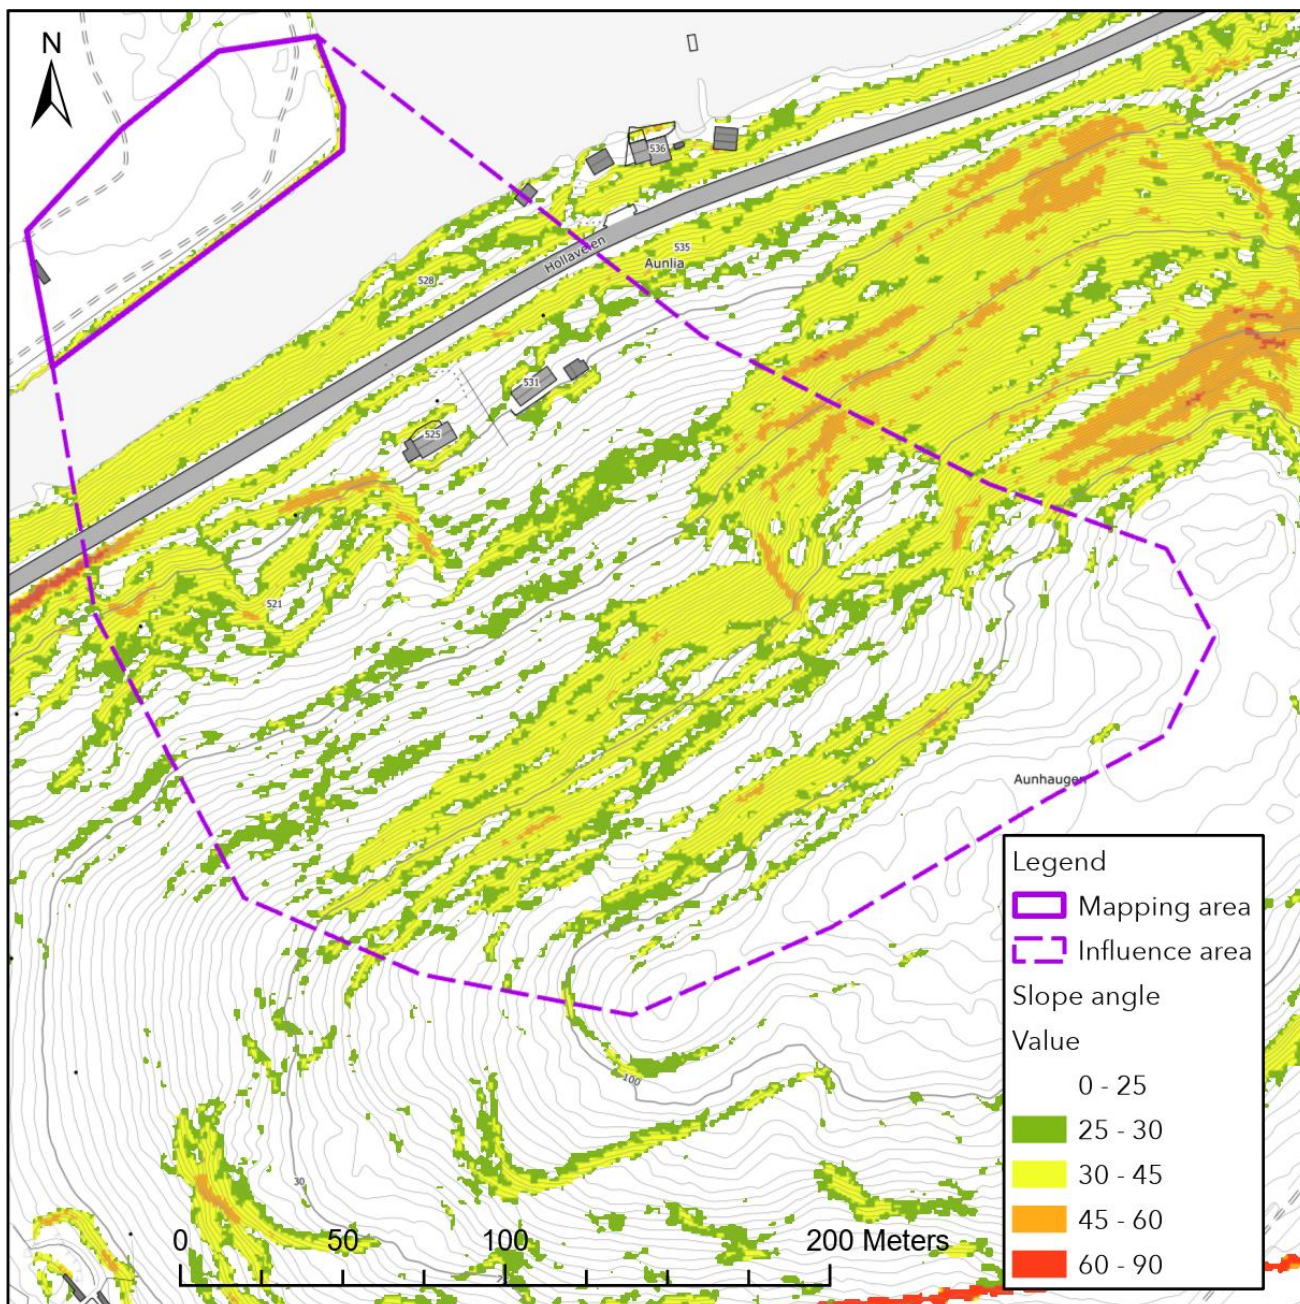 N
536
Hollaveien
535
Aunlia
528
531
525
521
Aunhaugen
100
30
Legend
Mapping area
Influence area
Slope angle
Value
0 - 25
25 - 30
30 - 45
45 - 60
60 - 90
0 50 100 200 Meters